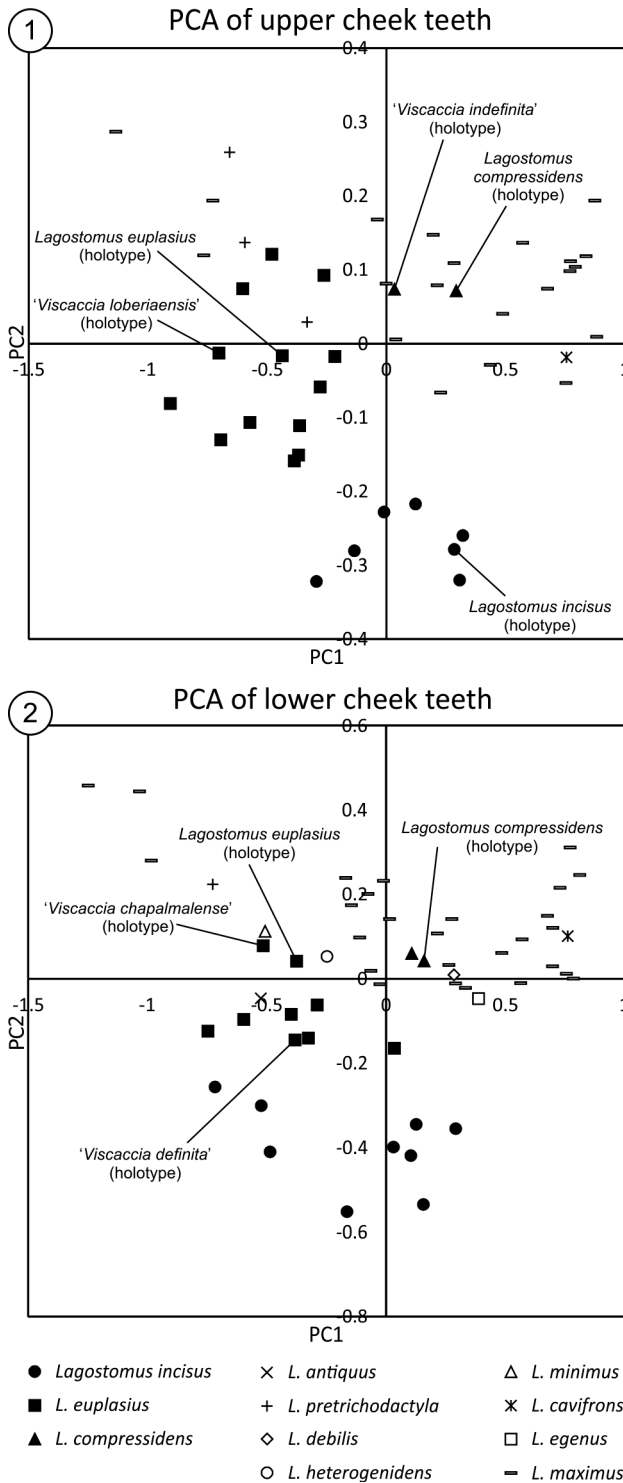 1
PCA of upper cheek teeth
0.4
0.3
0.2
0.1
0
-0.1
-0.2
-0.3
-0.4
PC2
-1.5
-1
-0.5
0
0.5
1
PC1
'Viscaccia indefinita'
(holotype)
Lagostomus
compressidens
(holotype)
Lagostomus euplasius
(holotype)
'Viscaccia loberiaensis'
(holotype)
Lagostomus incisus
(holotype)
2
PCA of lower cheek teeth
0.6
0.4
0.2
0
-0.2
-0.4
-0.6
-0.8
PC2
-1.5
-1
-0.5
0
0.5
1
PC1
Lagostomus euplasius
(holotype)
Lagostomus compressidens
(holotype)
'Viscaccia chapalmalense'
(holotype)
'Viscaccia definita'
(holotype)
Lagostomus incisus
L. euplasius
L. compressidens
L. antiquus
L. pretrichodactyla
L. debilis
L. heterogenidens
L. minimus
L. cavifrons
L. egenus
L. maximus